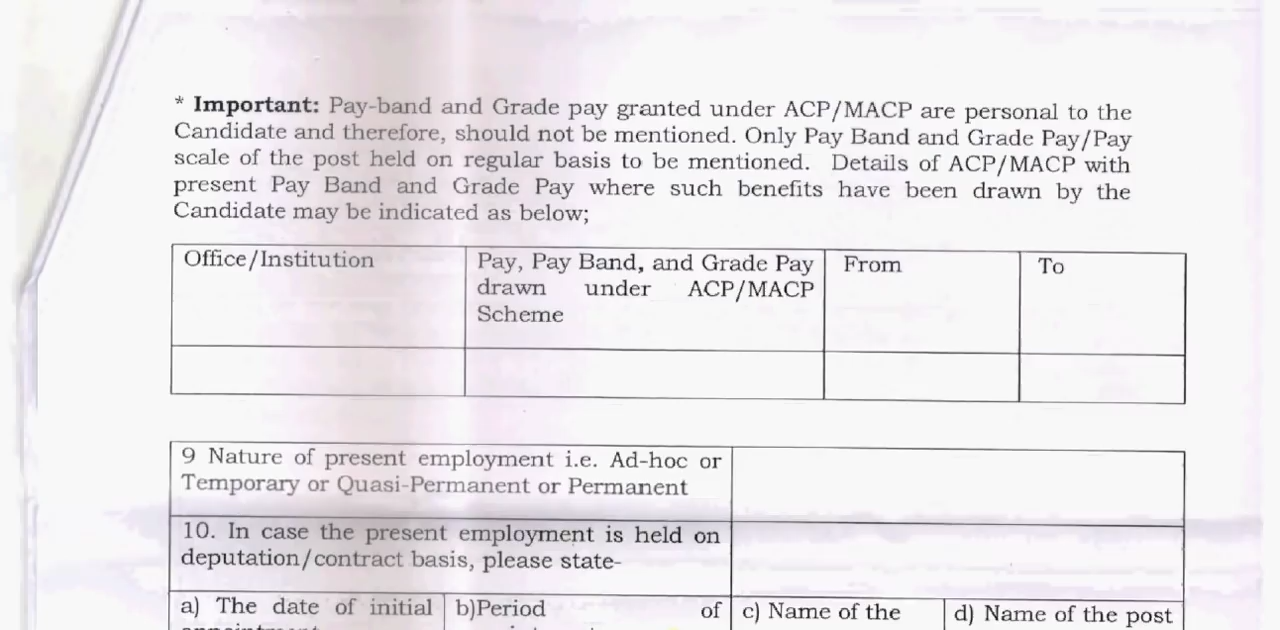 * Important: Pay-band and Grade pay granted under ACP/MACP are personal to the
Candidate and therefore, should not be mentioned. Only Pay Band and Grade Pay/Pay
scale of the post held on regular basis to be mentioned. Details of ACP/MACP with
present Pay Band and Grade Pay where such benefits have been drawn by the
Candidate may be indicated as below;
Office/Institution
Pay, Pay Band, and Grade Pay
drawn under ACP/MACP
Scheme
From
To
9 Nature of present employment i.e. Ad-hoc or
Temporary or Quasi-Permanent or Permanent
10. In case the present employment is held on
deputation/contract basis, please state-
a) The date of initial
b)Period of
c) Name of the
d) Name of the post